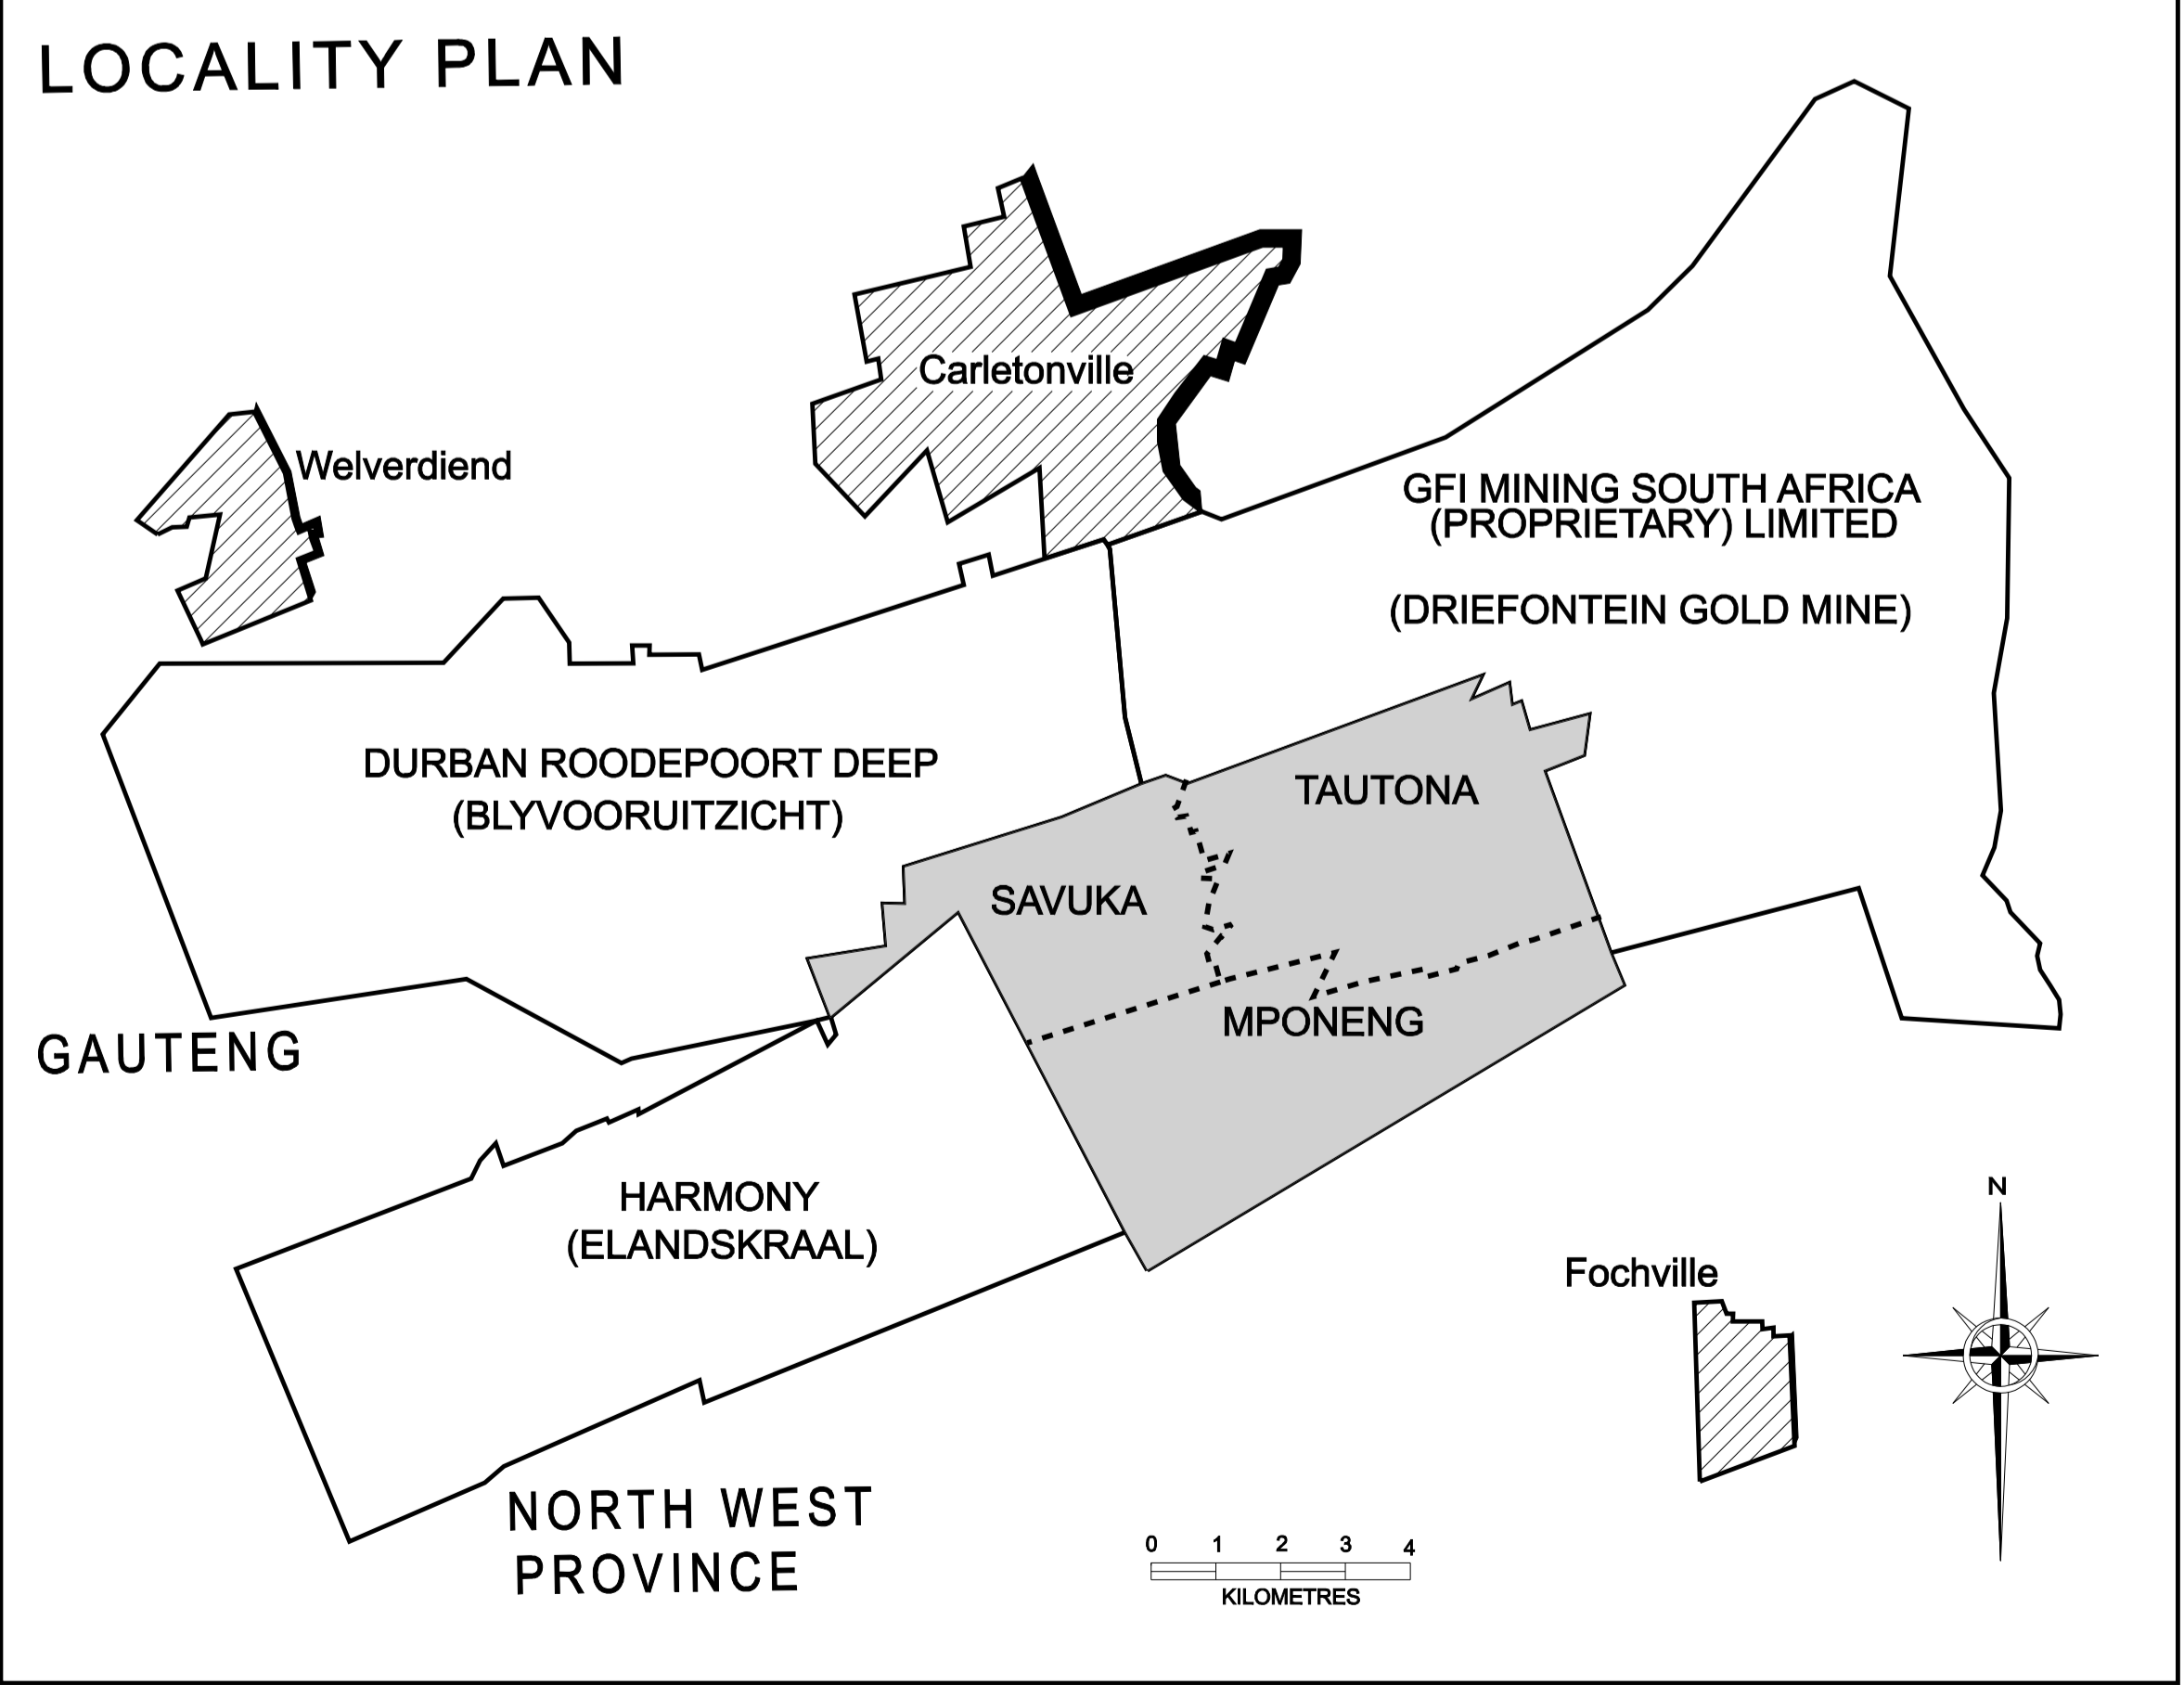 LOCALITY PLAN
Carletonville
Welverdiend
GFI MINING SOUTH AFRICA
(PROPRIETARY) LIMITED
(DRIEFONTEIN GOLD MINE)
DURBAN ROODEPOORT DEEP
(BLYVOORUITZICHT)
TAUTONA
SAVUKA
MPONENG
GAUTENG
HARMONY
(ELANDSKRAAL)
N
Fochville
NORTH WEST
PROVINCE
0 1 2 3 4
KILOMETRES